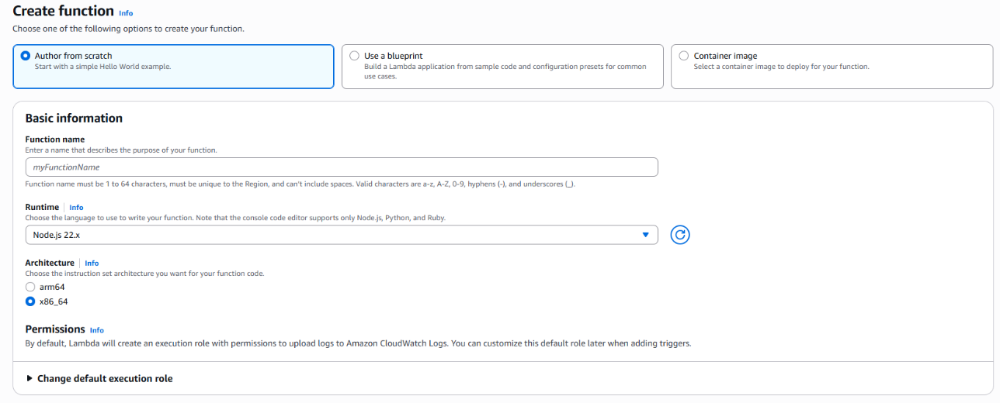 Create function Info
Choose one of the following options to create your function.
Author from scratch
Start with a simple Hello World example.
Use a blueprint
Build a Lambda application from sample code and configuration presets for common
use cases.
Container image
Select a container image to deploy for your function.
Basic information
Function name
Enter a name that describes the purpose of your function.
myFunctionName
Function name must be 1 to 64 characters, must be unique to the Region, and can't include spaces. Valid characters are a-z, A-Z, 0-9, hyphens (-), and underscores (_).
Runtime Info
Choose the language to use to write your function. Note that the console code editor supports only Node.js, Python, and Ruby.
Node.js 22.x
Architecture Info
Choose the instruction set architecture you want for your function code.
arm64
x86_64
Permissions Info
By default, Lambda will create an execution role with permissions to upload logs to Amazon CloudWatch Logs. You can customize this default role later when adding triggers.
Change default execution role